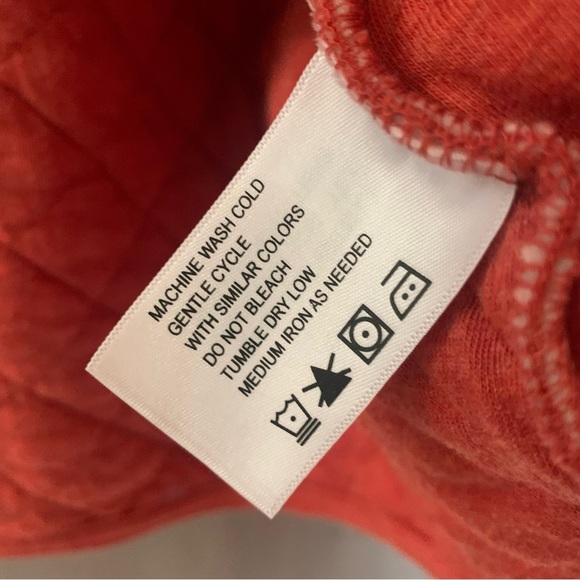 MACHINE WASH COLD
GENTLE CYCLE
WITH SIMILAR COLORS
DO NOT BLEACH
TUMBLE DRY LOW
MEDIUM IRON AS NEEDED